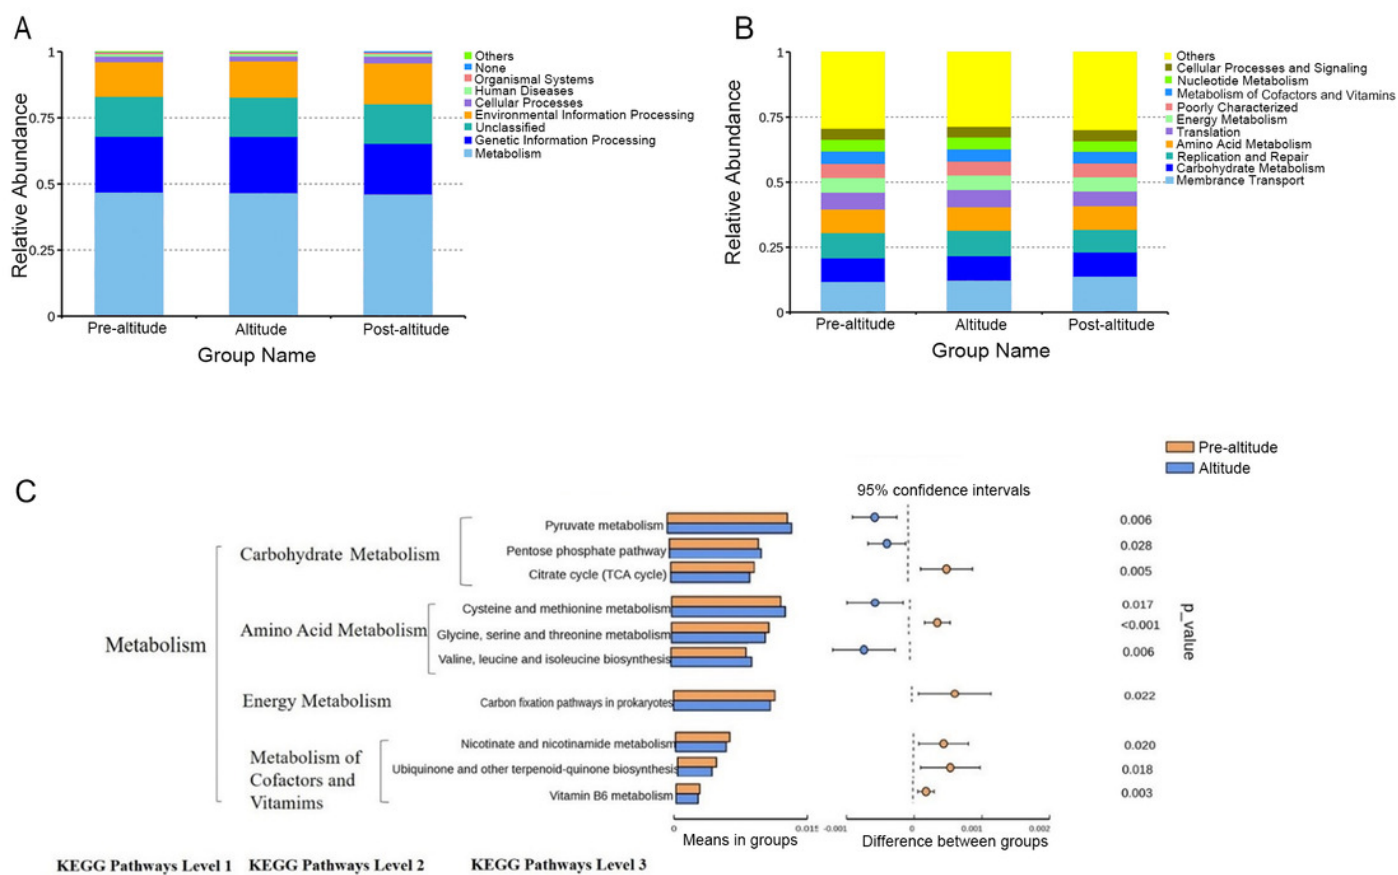 A
1
0.75
0.5
0.25
0
Relative Abundance
Pre-altitude
Altitude
Post-altitude
Group Name
Others
None
Organismal Systems
Human Diseases
Cellular Processes
Environmental Information Processing
Unclassified
Genetic Information Processing
Metabolism
B
1
0.75
0.5
0.25
0
Relative Abundance
Pre-altitude
Altitude
Post-altitude
Group Name
Others
Cellular Processes and Signaling
Nucleotide Metabolism
Metabolism of Cofactors and Vitamins
Poorly Characterized
Energy Metabolism
Translation
Amino Acid Metabolism
Replication and Repair
Carbohydrate Metabolism
Membrance Transport
C
Pre-altitude
Altitude
95% confidence intervals
Metabolism
Carbohydrate Metabolism
Pyruvate metabolism
0.006
Pentose phosphate pathway
0.028
Citrate cycle (TCA cycle)
0.005
Amino Acid Metabolism
Cysteine and methionine metabolism
0.017
Glycine, serine and threonine metabolism
<0.001
Valine, leucine and isoleucine biosynthesis
0.006
p_value
Energy Metabolism
Carbon fixation pathways in prokaryotes
0.022
Metabolism of
Cofactors and
Vitamims
Nicotinate and nicotinamide metabolism
0.020
Ubiquinone and other terpenoid-quinone biosynthesis
0.018
Vitamin B6 metabolism
0.003
0
0.015
-0.001
0
0.001
0.002
Means in groups
Difference between groups
KEGG Pathways Level 1
KEGG Pathways Level 2
KEGG Pathways Level 3